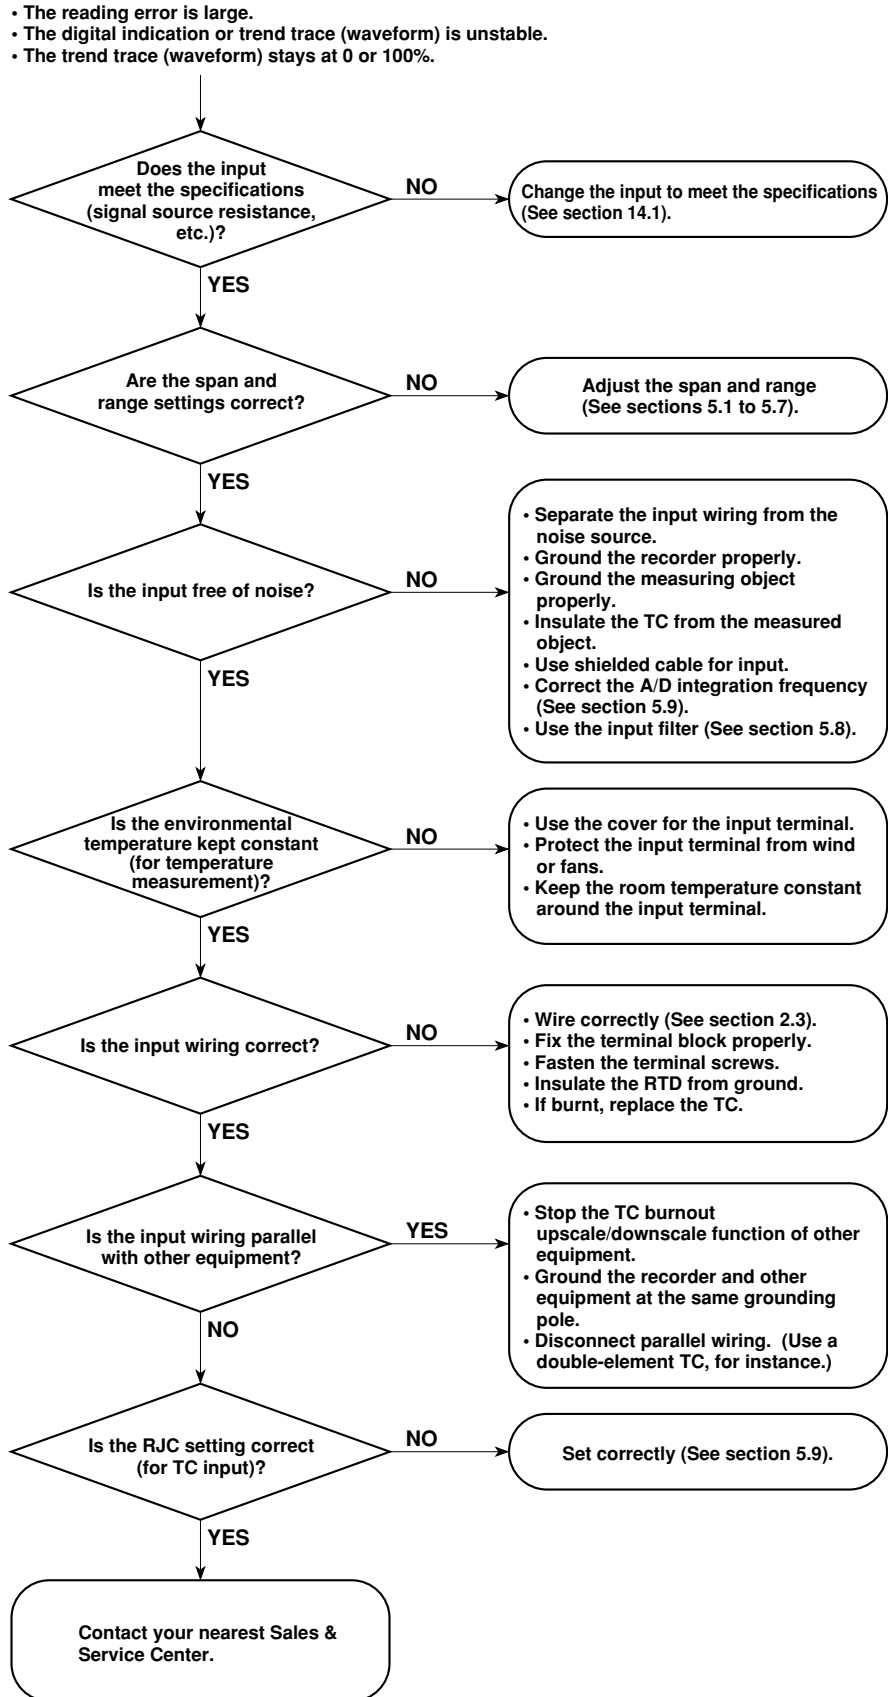 • The reading error is large.
• The digital indication or trend trace (waveform) is unstable.
• The trend trace (waveform) stays at 0 or 100%.
Does the input
meet the specifications
(signal source resistance,
etc.)?
NO
Change the input to meet the specifications
(See section 14.1).
YES
Are the span and
range settings correct?
NO
Adjust the span and range
(See sections 5.1 to 5.7).
YES
Is the input free of noise?
NO
• Separate the input wiring from the
noise source.
• Ground the recorder properly.
• Ground the measuring object
properly.
• Insulate the TC from the measured
object.
• Use shielded cable for input.
• Correct the A/D integration frequency
(See section 5.9).
• Use the input filter (See section 5.8).
YES
Is the environmental
temperature kept constant
(for temperature
measurement)?
NO
• Use the cover for the input terminal.
• Protect the input terminal from wind
or fans.
• Keep the room temperature constant
around the input terminal.
YES
Is the input wiring correct?
NO
• Wire correctly (See section 2.3).
• Fix the terminal block properly.
• Fasten the terminal screws.
• Insulate the RTD from ground.
• If burnt, replace the TC.
YES
Is the input wiring parallel
with other equipment?
YES
• Stop the TC burnout
upscale/downscale function of other
equipment.
• Ground the recorder and other
equipment at the same grounding
pole.
• Disconnect parallel wiring. (Use a
double-element TC, for instance.)
NO
Is the RJC setting correct
(for TC input)?
NO
Set correctly (See section 5.9).
YES
Contact your nearest Sales &
Service Center.